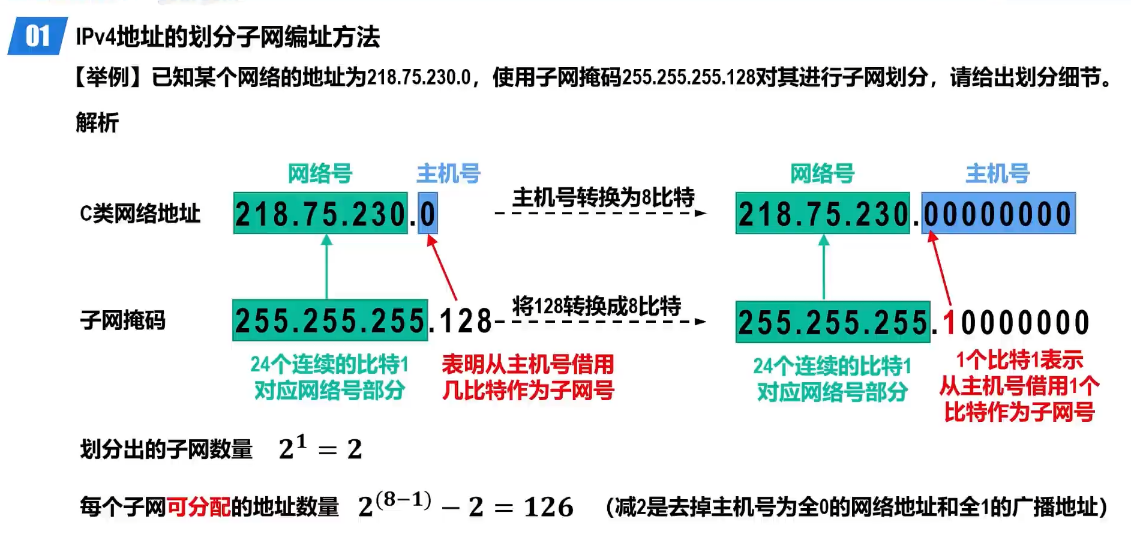 01 IPv4地址的划分子网编址方法
【举例】已知某个网络的地址为218.75.230.0，使用子网掩码255.255.255.128对其进行子网划分，请给出划分细节。
解析
网络号 主机号 网络号 主机号
C类网络地址 218.75.230.0 主机号转换为8比特 218.75.230.00000000
子网掩码 255.255.255.128 将128转换成8比特 255.255.255.10000000
24个连续的比特1 表明从主机号借用 24个连续的比特1 1个比特1表示
对应网络号部分 几比特作为子网号 对应网络号部分 从主机号借用1个
比特作为子网号
划分出的子网数量 2^1 = 2
每个子网可分配的地址数量 2^(8−1) − 2 = 126 （减2是去掉主机号为全0的网络地址和全1的广播地址）